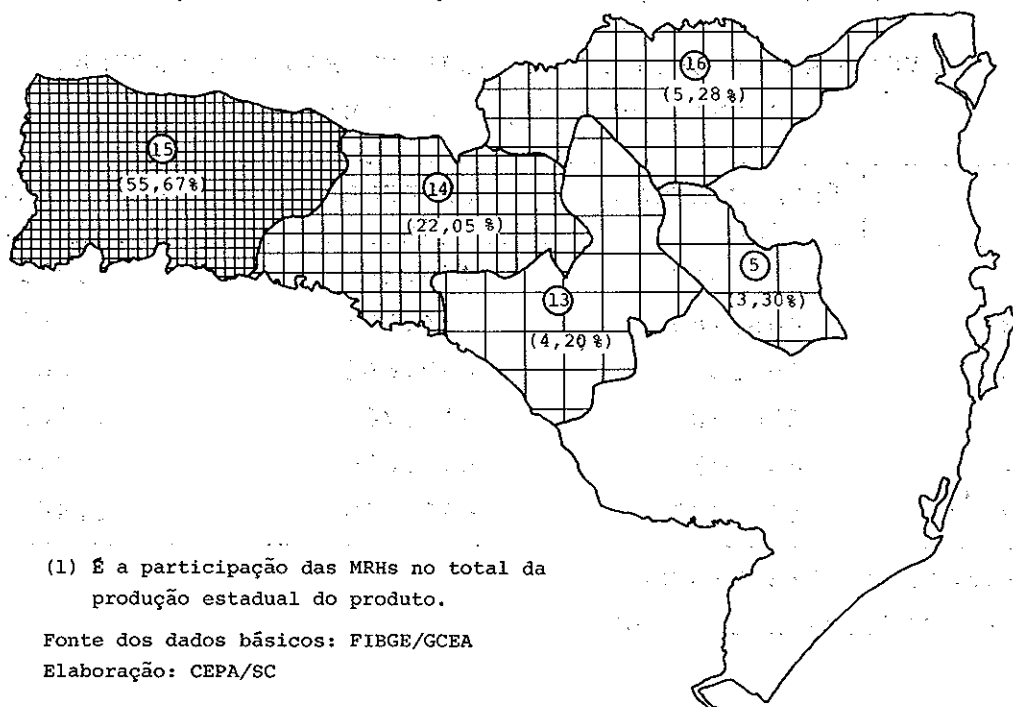 16
(5,28 %)
15
(55,67%)
14
(22,05 %)
5
(3,30%)
13
(4,20 %)
(1) É a participação das MRHs no total da
produção estadual do produto.
Fonte dos dados básicos: FIBGE/GCEA
Elaboração: CEPA/SC